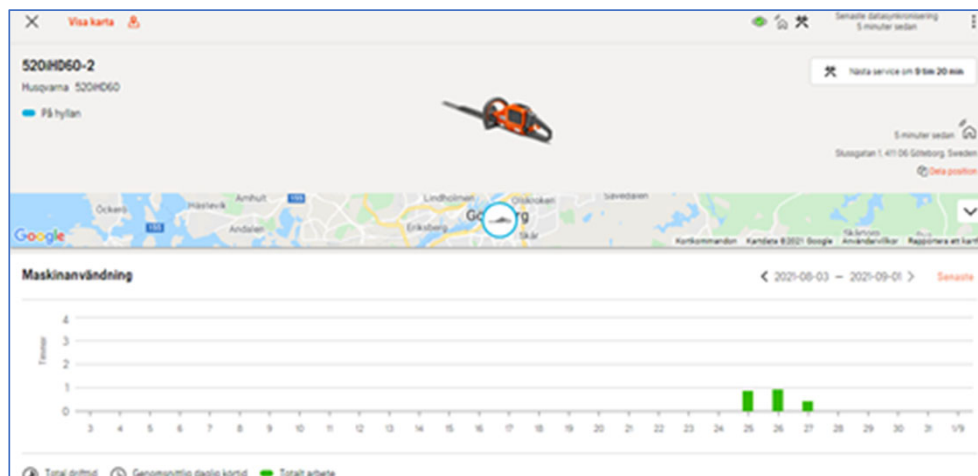 Visa karta
Senaste datasynkronisering
5 minuter sedan
520iHD60-2
Husqvarna 520iHD60
Nästa service om 9 tim 20 min
På hyllan
5 minuter sedan
Slussgatan 1, 411 06 Göteborg, Sweden
Dela position
Öckerö
Hästevik
Amhult
155
Lindholmen
Olskroken
Sävedalen
155
Andalen
Eriksberg
Skår
Google
Kortkommandon Kartdata ©2021 Google Användarvillkor Rapportera ett kartf
Maskinanvändning
2021-08-03 – 2021-09-01
Senaste
Timmar
4
3
2
1
0
3 4 5 6 7 8 9 10 11 12 13 14 15 16 17 18 19 20 21 22 23 24 25 26 27 28 29 30 31 1/9
Total drifttid Genomsnittlig daglig körtid Totalt arbete